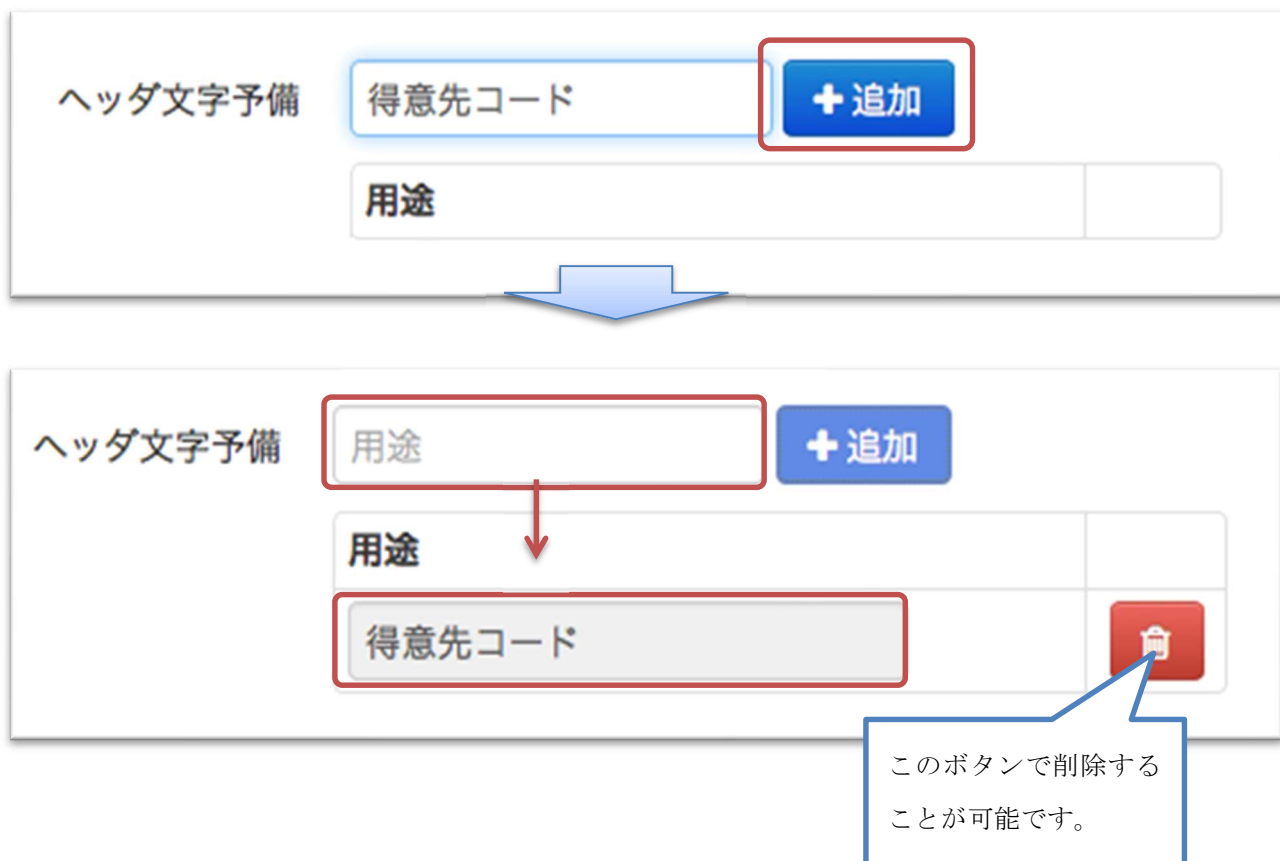 ヘッダ文字予備 得意先コード 追加
用途
ヘッダ文字予備 用途 追加
用途
得意先コード
このボタンで削除する
ことが可能です。